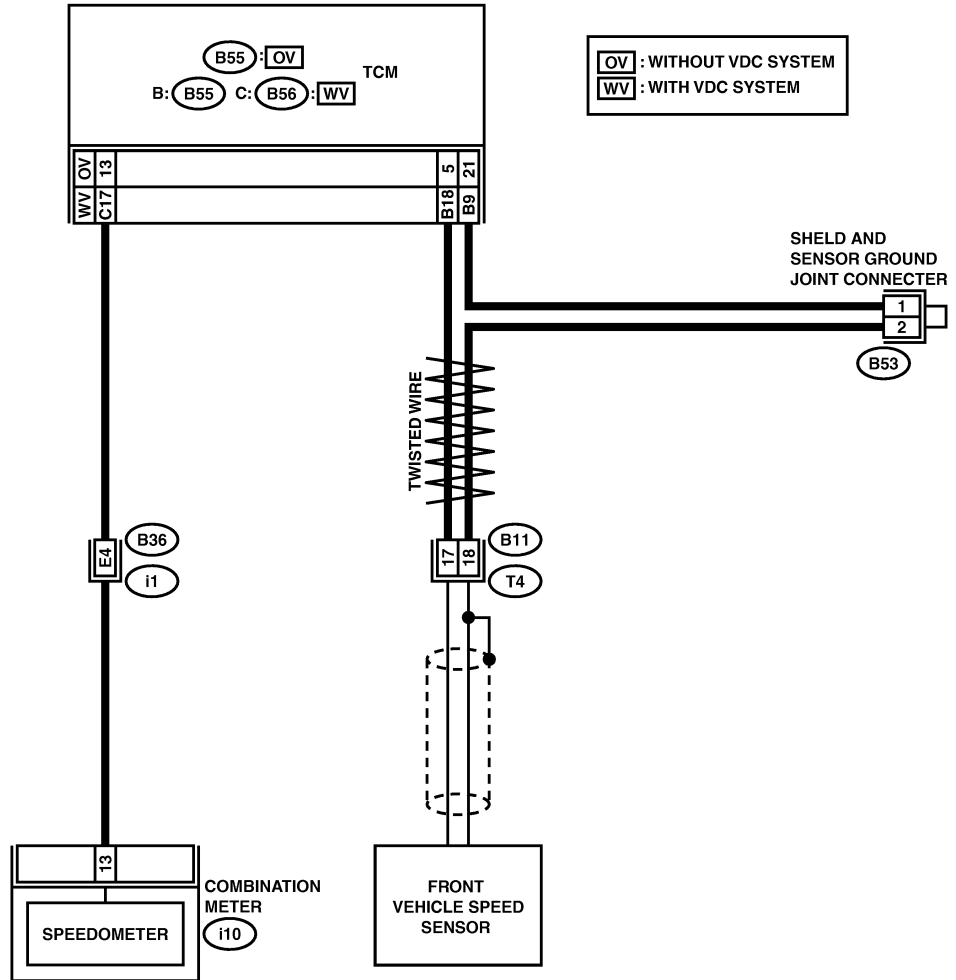 B55 : OV
B: B55 C: B56 : WV
TCM
OV : WITHOUT VDC SYSTEM
WV : WITH VDC SYSTEM
OV 13 5 21
WV C17 B18 B9
SHELD AND
SENSOR GROUND
JOINT CONNECTER
1
2
B53
TWISTED WIRE
E4
B36
i1
17 18
B11
T4
13
COMBINATION
METER
i10
SPEEDOMETER
FRONT
VEHICLE SPEED
SENSOR